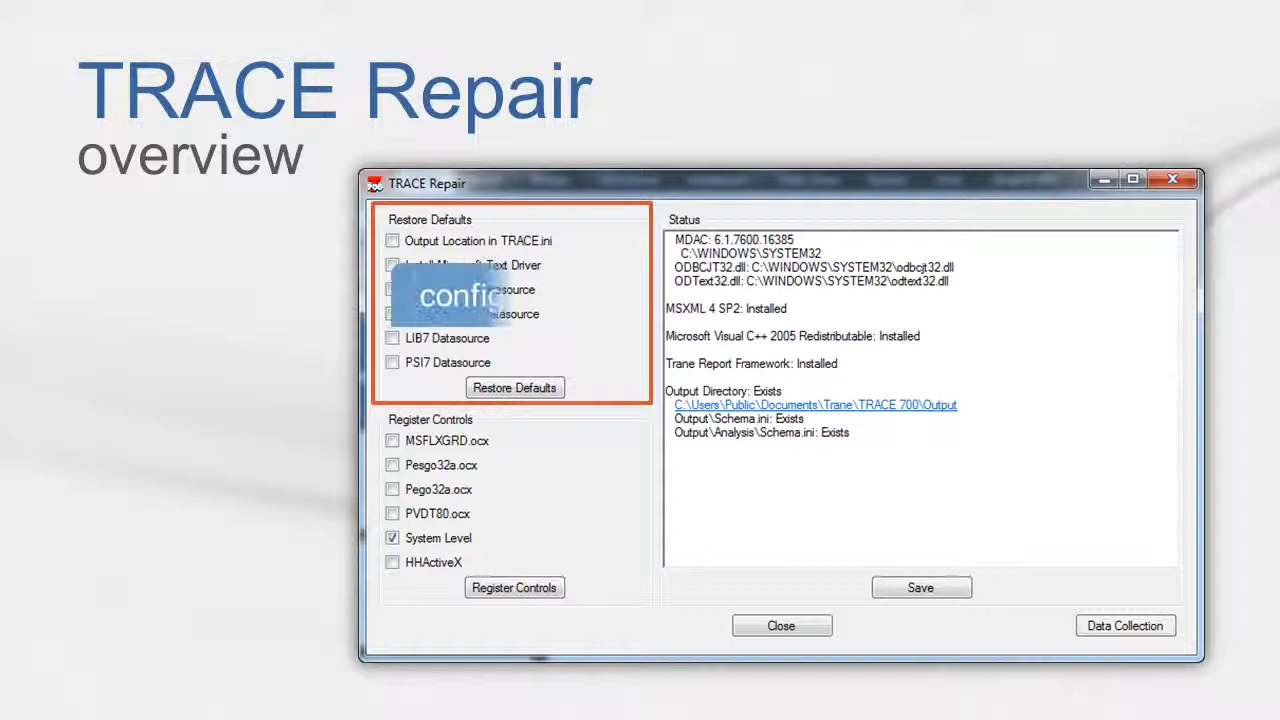 TRACE Repair
overview
TRACE Repair
Restore Defaults
Output Location in TRACE.ini
Text Driver
LIB7 Datasource
PSI7 Datasource
Restore Defaults
Register Controls
MSFLXGRD.ocx
Pesgo32a.ocx
Pego32a.ocx
PVDT80.ocx
System Level
HHActiveX
Register Controls
Status
MDAC: 6.1.7600.16385
C:\WINDOWS\SYSTEM32
ODBCJT32.dll: C:\WINDOWS\SYSTEM32\odbcjt32.dll
ODText32.dll: C:\WINDOWS\SYSTEM32\odtext32.dll
MSXML 4 SP2: Installed
Microsoft Visual C++ 2005 Redistributable: Installed
Trane Report Framework: Installed
Output Directory: Exists
C:\Users\Public\Documents\Trane\TRACE 700\Output
Output\Schema.ini: Exists
Output\Analysis\Schema.ini: Exists
Save
Close
Data Collection